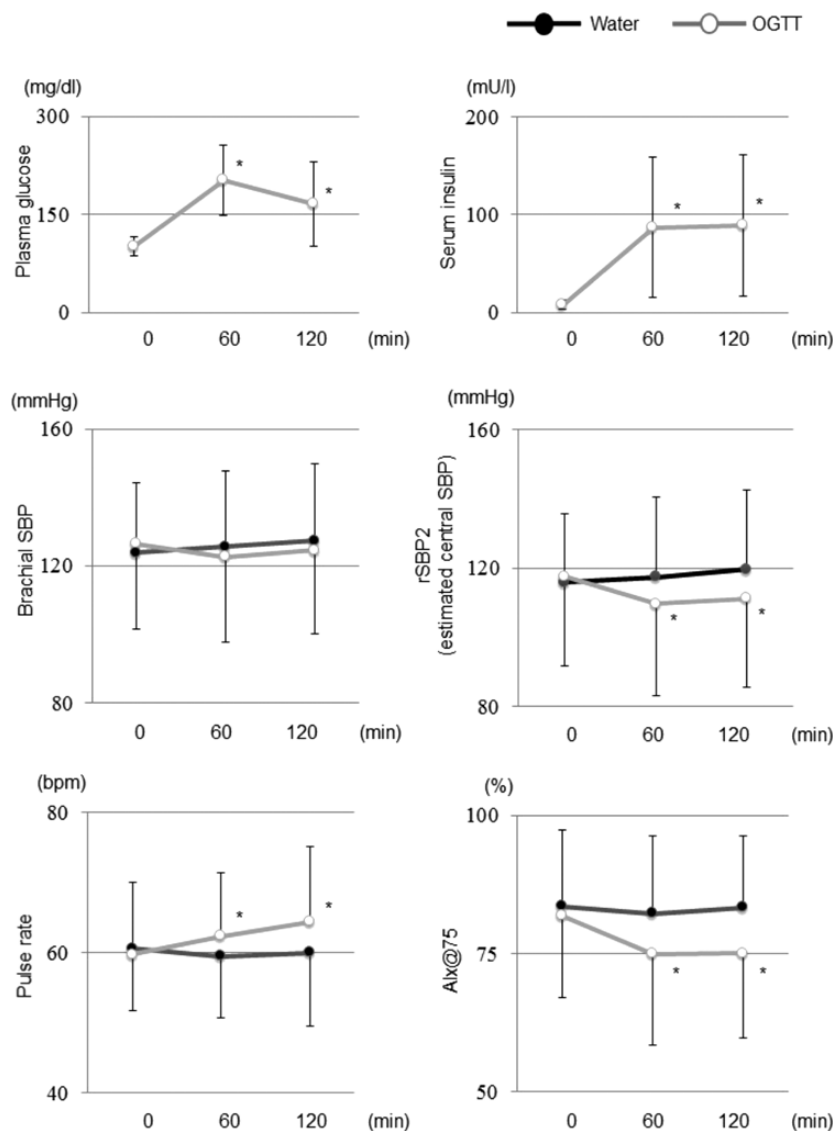 Water OGTT
(mg/dl)
300
150
0
Plasma glucose
*
*
0 60 120 (min)
(mU/l)
200
100
0
Serum insulin
*
*
0 60 120 (min)
(mmHg)
160
120
80
Brachial SBP
0 60 120 (min)
(mmHg)
160
120
80
rSBP2
(estimated central SBP)
*
*
0 60 120 (min)
(bpm)
80
60
40
Pulse rate
*
*
0 60 120 (min)
(%)
100
75
50
AIx@75
*
*
0 60 120 (min)